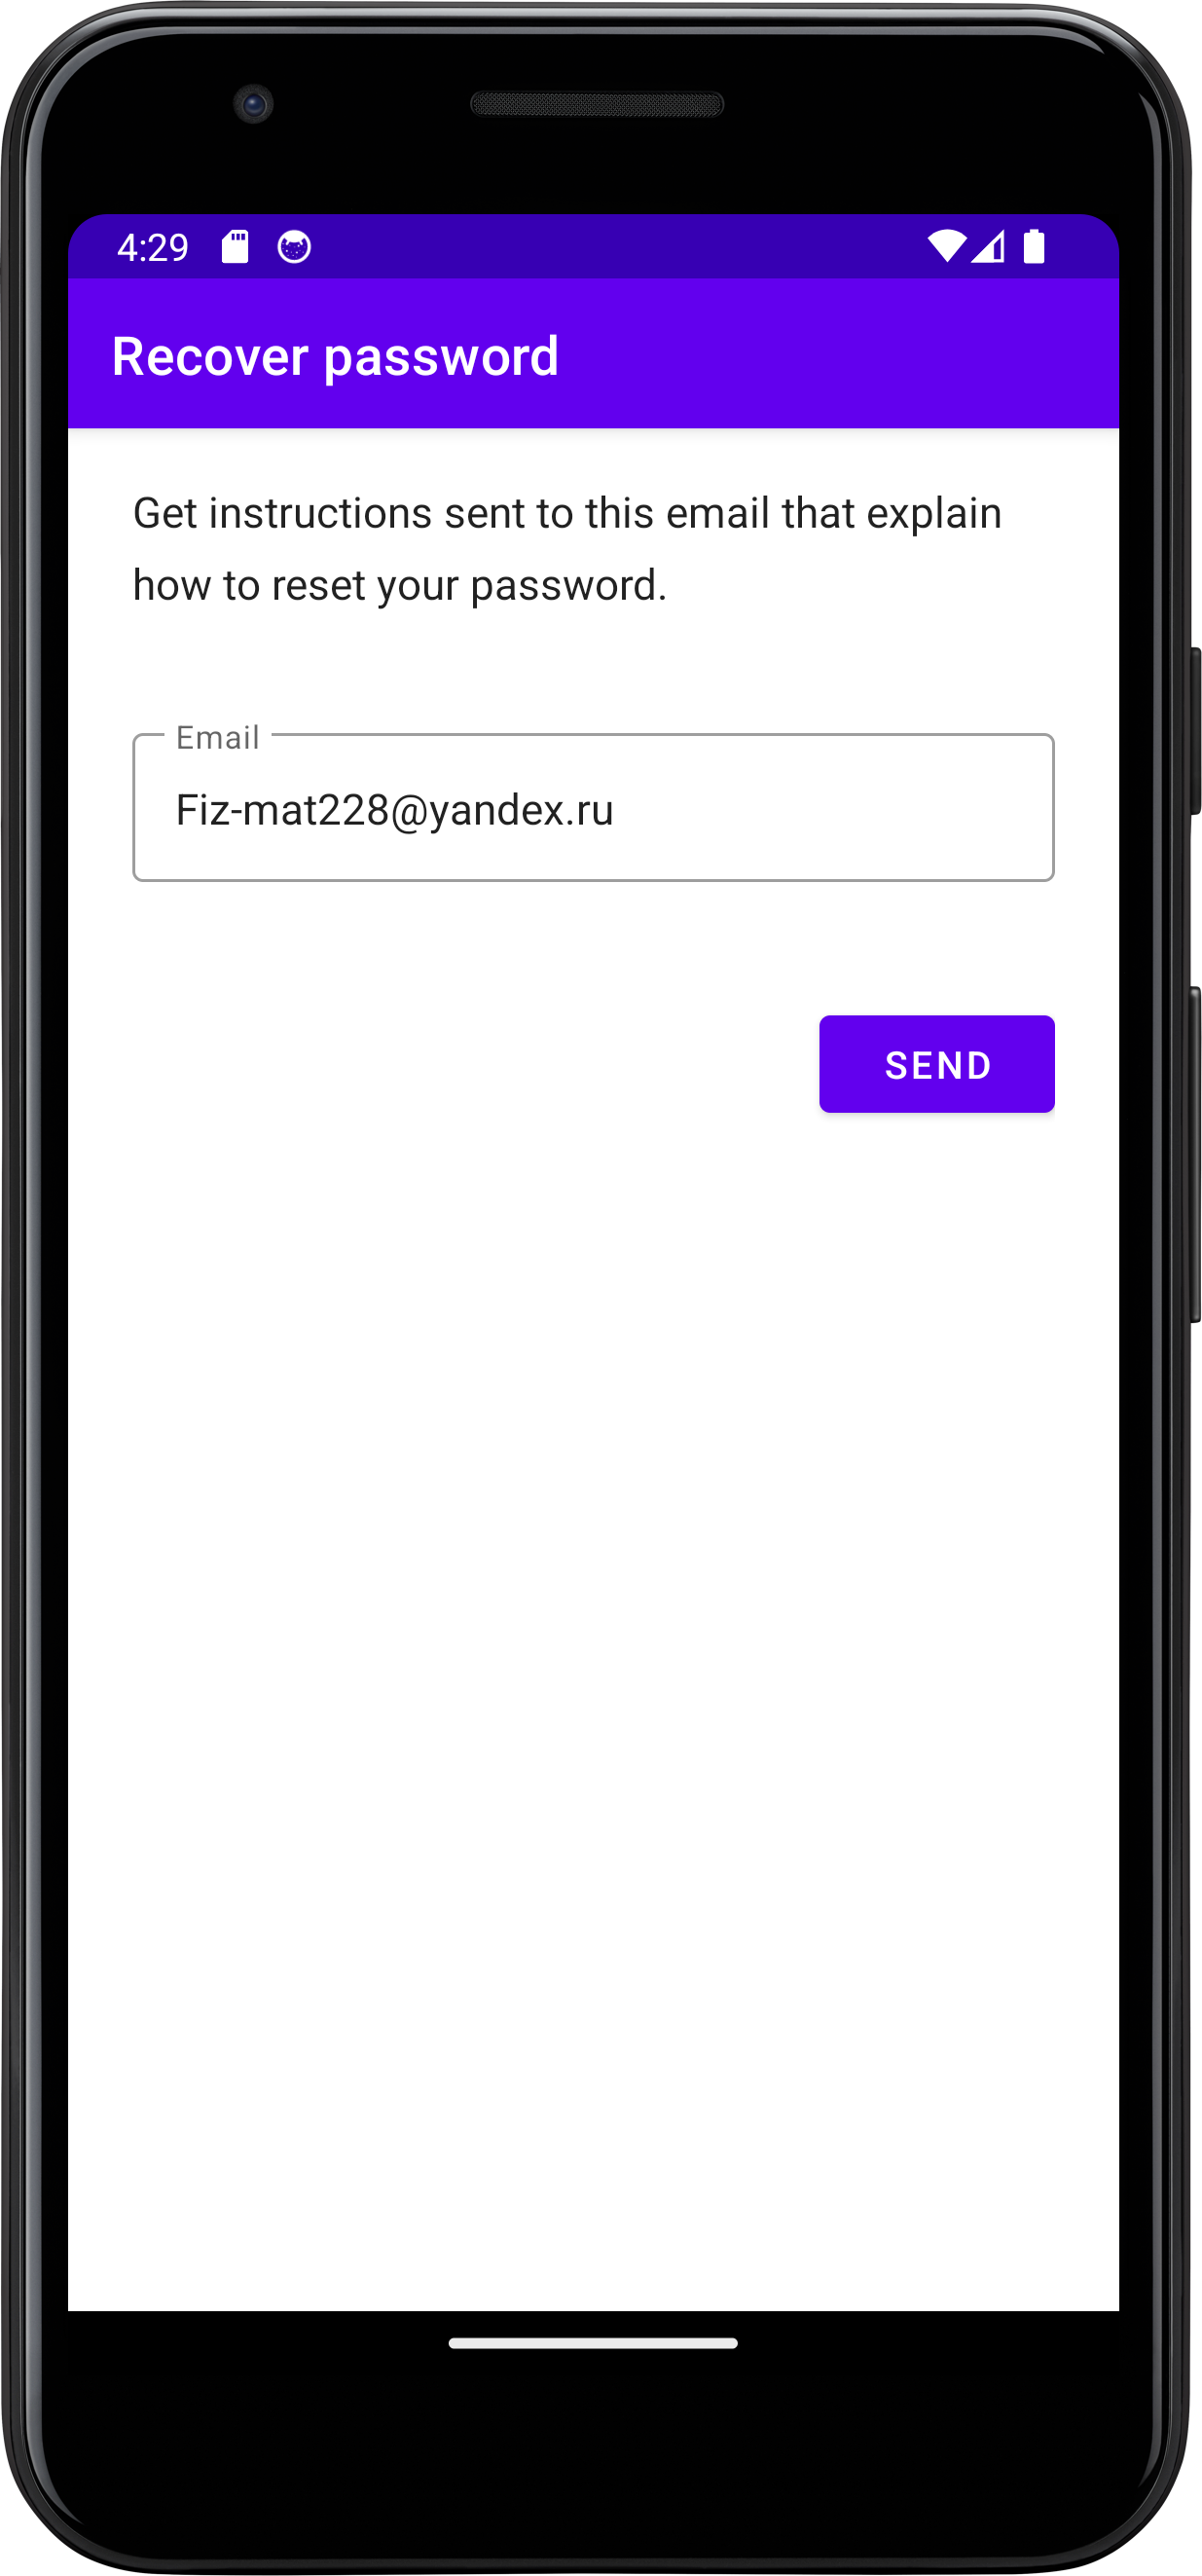 4:29
Recover password
Get instructions sent to this email that explain
how to reset your password.
Email
Fiz-mat228@yandex.ru
SEND